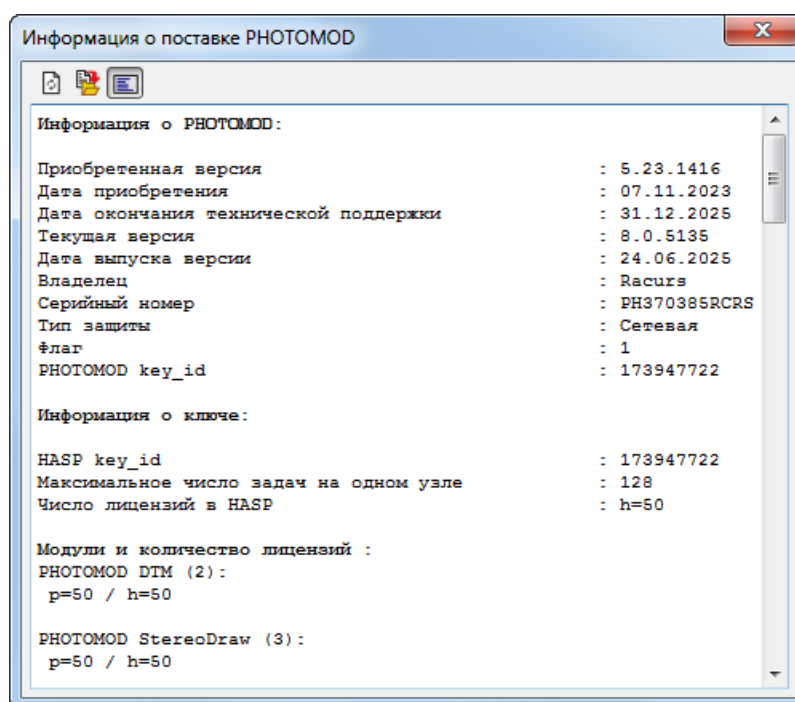 Информация о поставке PHOTOMOD
Информация о PHOTOMOD:
Приобретенная версия : 5.23.1416
Дата приобретения : 07.11.2023
Дата окончания технической поддержки : 31.12.2025
Текущая версия : 8.0.5135
Дата выпуска версии : 24.06.2025
Владелец : Racurs
Серийный номер : PH370385RCRS
Тип защиты : Сетевая
Флаг : 1
PHOTOMOD key_id : 173947722
Информация о ключе:
HASP key_id : 173947722
Максимальное число задач на одном узле : 128
Число лицензий в HASP : h=50
Модули и количество лицензий :
PHOTOMOD DTM (2):
p=50 / h=50
PHOTOMOD StereoDraw (3):
p=50 / h=50